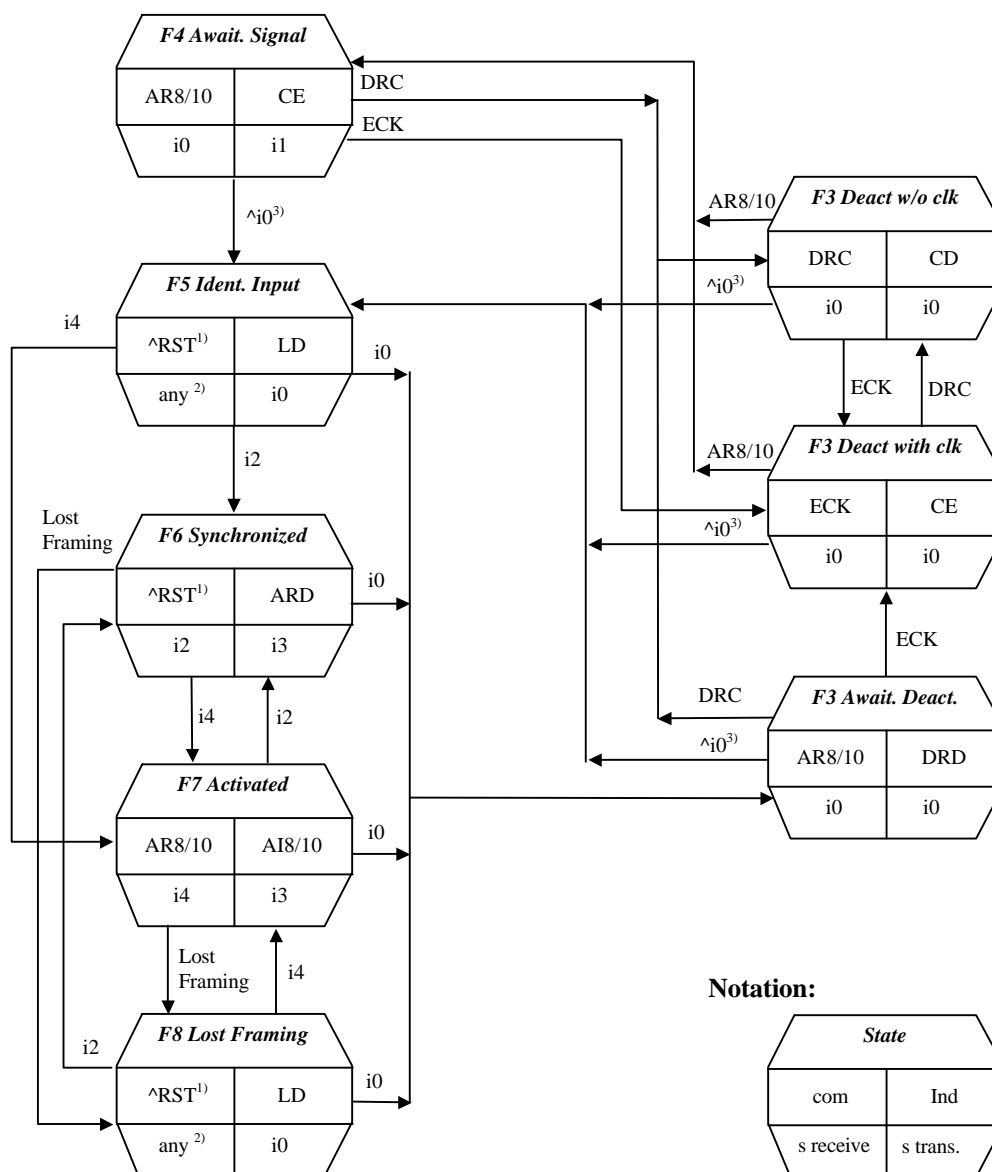 F4 Await. Signal
AR8/10 CE
i0 i1
DRC
ECK
^i0³⁾
F5 Ident. Input
^RST¹⁾ LD
any ²⁾ i0
i4
i0
i2
Lost
Framing
F6 Synchronized
^RST¹⁾ ARD
i2 i3
i0
i4
i2
F7 Activated
AR8/10 AI8/10
i4 i3
i0
Lost
Framing
i4
F8 Lost Framing
^RST¹⁾ LD
any ²⁾ i0
i2
i0
F3 Deact w/o clk
DRC CD
i0 i0
AR8/10
^i0³⁾
ECK
DRC
F3 Deact with clk
ECK CE
i0 i0
AR8/10
^i0³⁾
ECK
F3 Await. Deact.
AR8/10 DRD
i0 i0
DRC
^i0³⁾
Notation:
State
com Ind
s receive s trans.